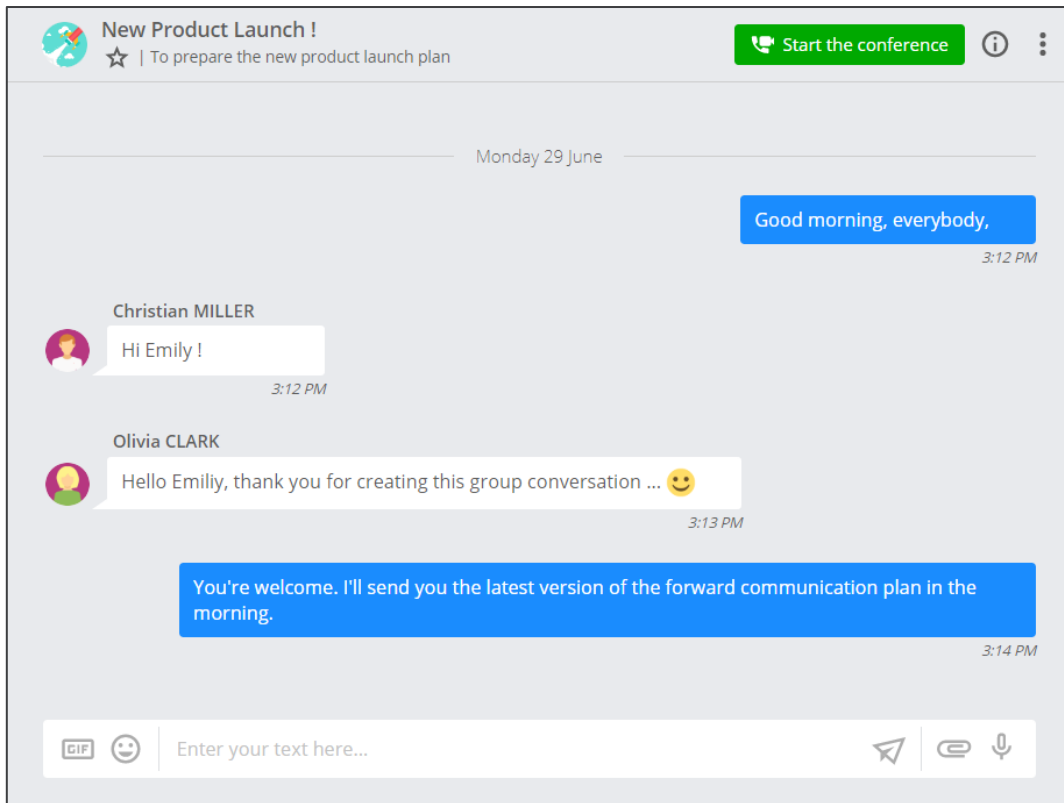 New Product Launch !
| To prepare the new product launch plan
Start the conference
Monday 29 June
Good morning, everybody,
3:12 PM
Christian MILLER
Hi Emily !
3:12 PM
Olivia CLARK
Hello Emiliy, thank you for creating this group conversation ...
3:13 PM
You're welcome. I'll send you the latest version of the forward communication plan in the
morning.
3:14 PM
GIF
Enter your text here...